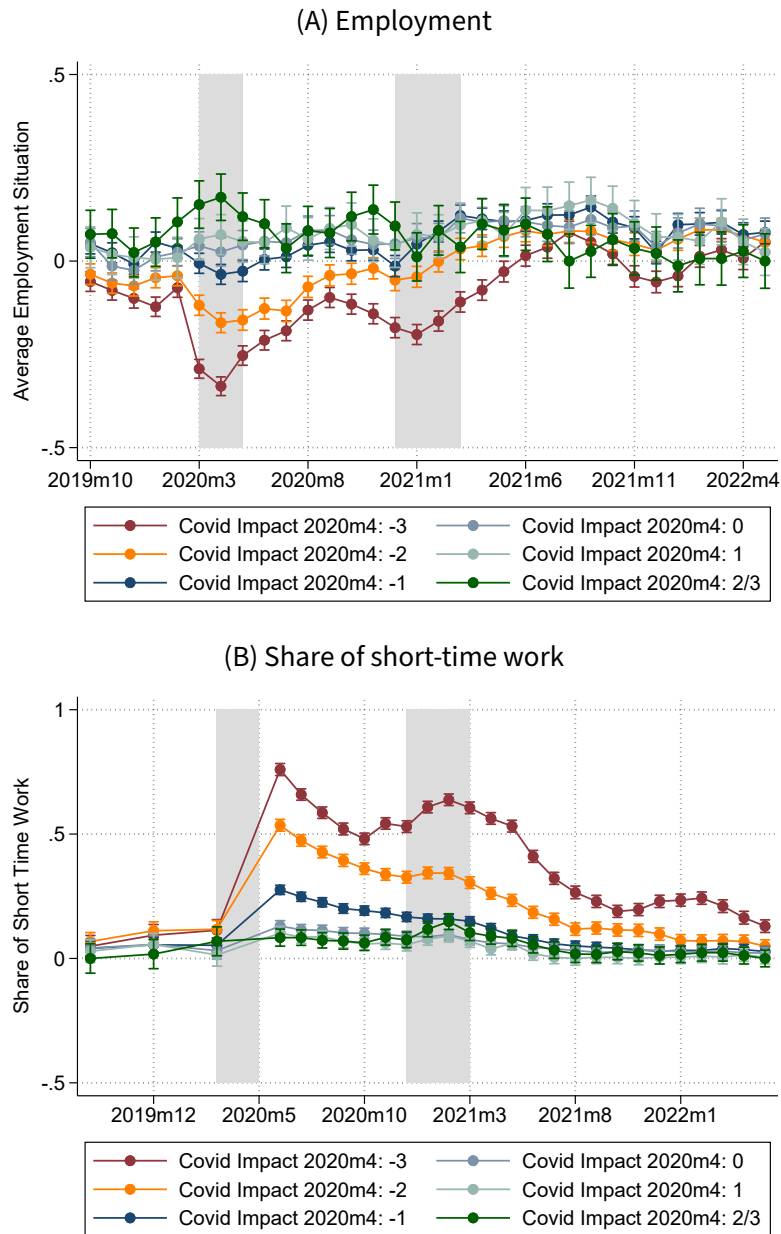 (A) Employment
.5
0
-.5
Average Employment Situation
2019m10 2020m3 2020m8 2021m1 2021m6 2021m11 2022m4
Covid Impact 2020m4: -3 Covid Impact 2020m4: 0
Covid Impact 2020m4: -2 Covid Impact 2020m4: 1
Covid Impact 2020m4: -1 Covid Impact 2020m4: 2/3
(B) Share of short-time work
1
.5
0
-.5
Share of Short Time Work
2019m12 2020m5 2020m10 2021m3 2021m8 2022m1
Covid Impact 2020m4: -3 Covid Impact 2020m4: 0
Covid Impact 2020m4: -2 Covid Impact 2020m4: 1
Covid Impact 2020m4: -1 Covid Impact 2020m4: 2/3